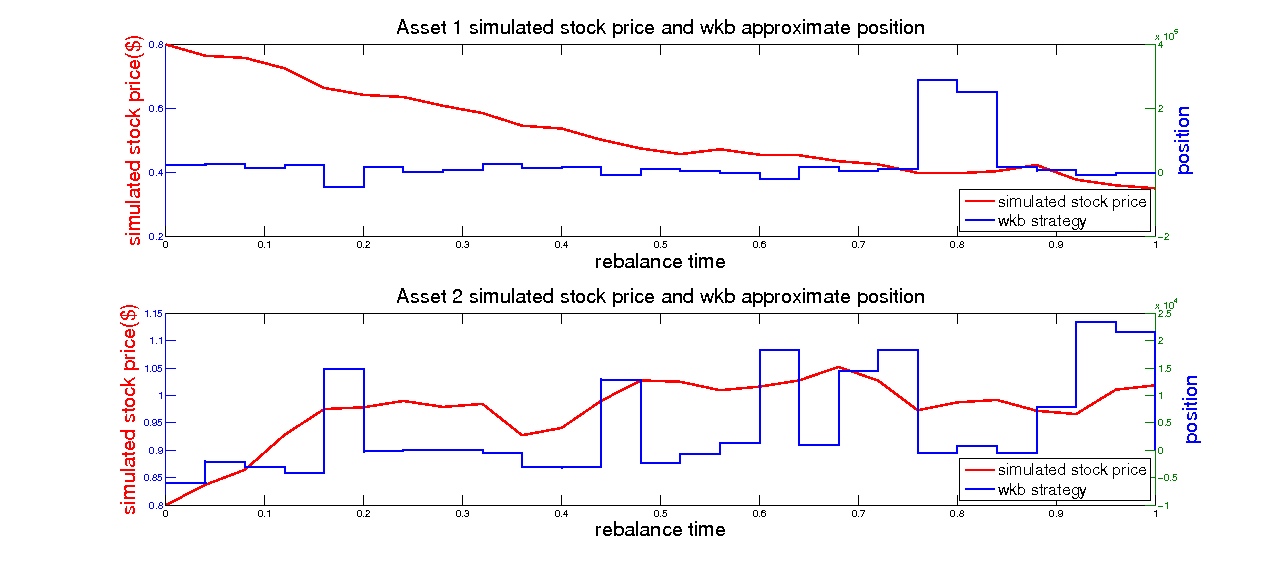 Asset 1 simulated stock price and wkb approximate position
simulated stock price($)
0.8
0.6
0.4
0.2
x 10
4
2
0
−2
position
simulated stock price
wkb strategy
0 0.1 0.2 0.3 0.4 0.5 0.6 0.7 0.8 0.9 1
rebalance time
Asset 2 simulated stock price and wkb approximate position
simulated stock price($)
1.15
1.1
1.05
1
0.95
0.9
0.85
0.8
x 10^4
2.5
2
1.5
1
0.5
0
−0.5
−1
position
simulated stock price
wkb strategy
0 0.1 0.2 0.3 0.4 0.5 0.6 0.7 0.8 0.9 1
rebalance time